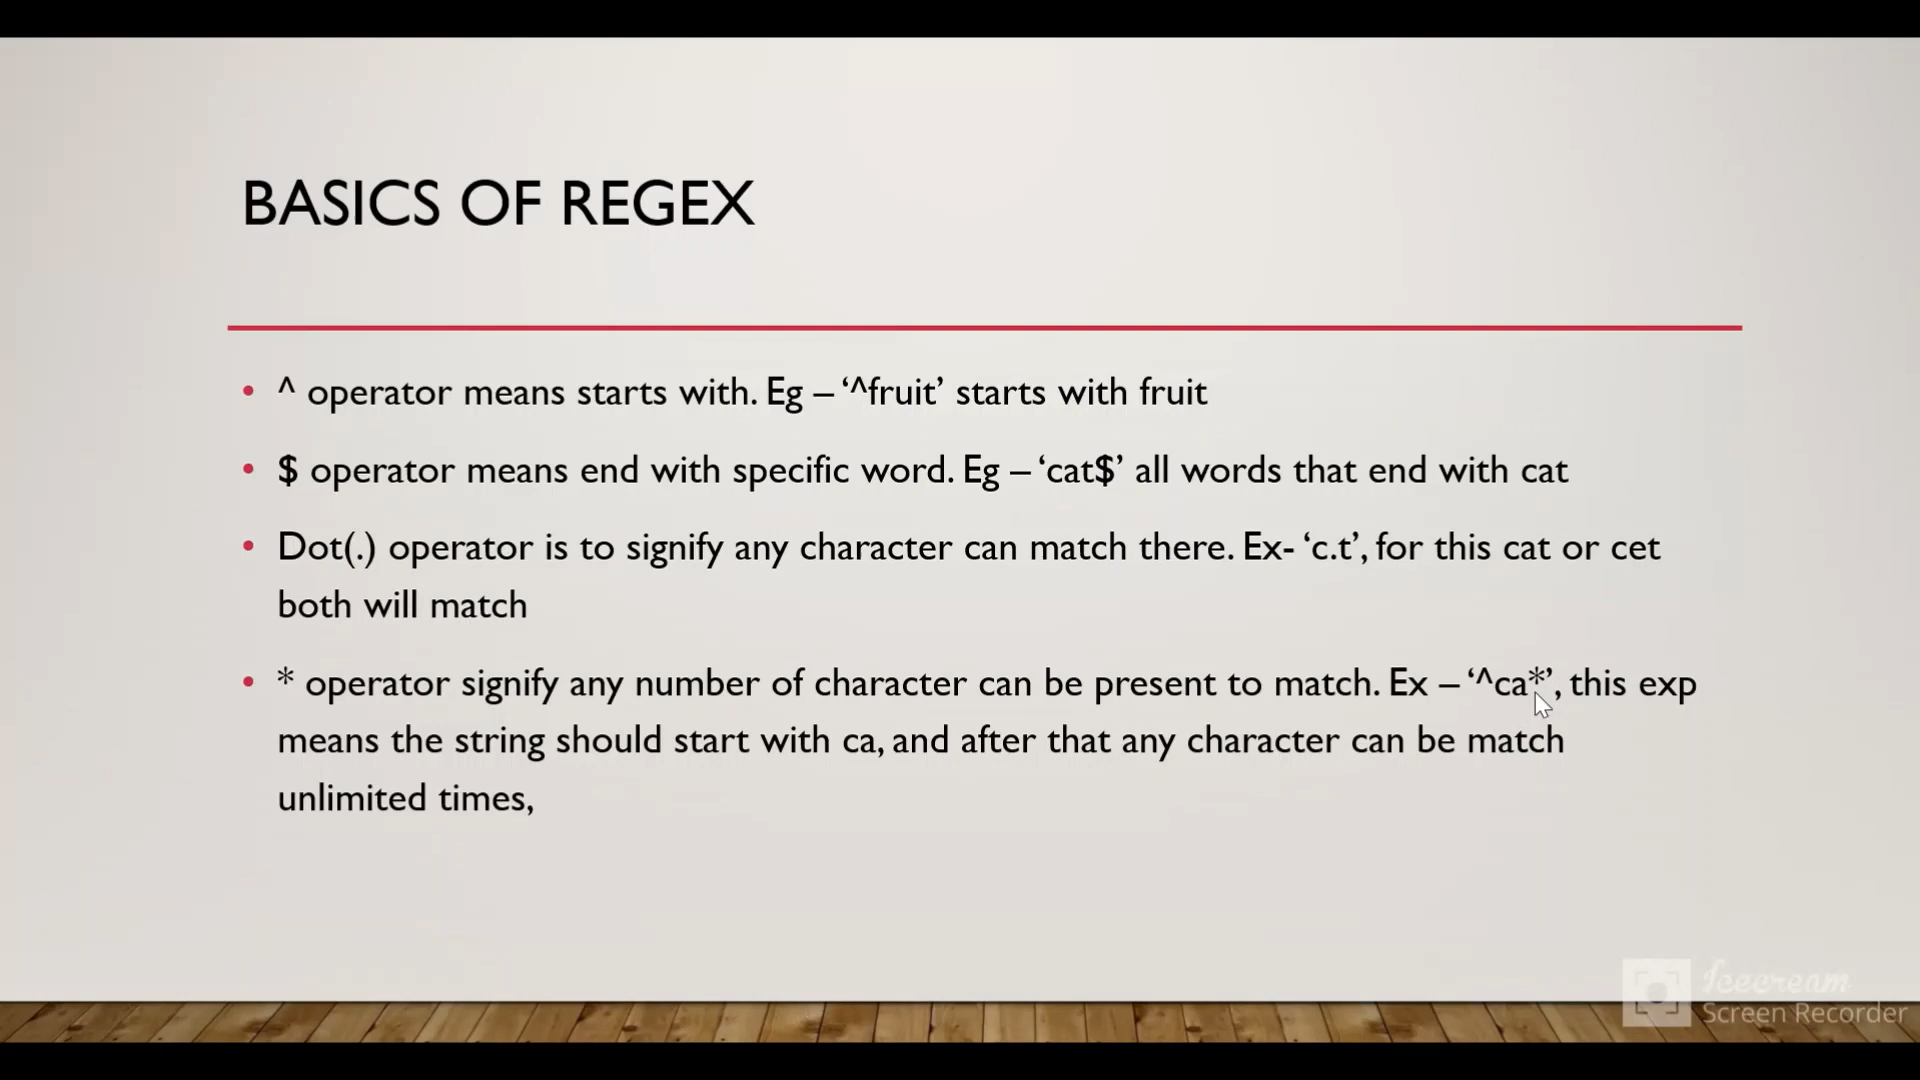 BASICS OF REGEX
• ^ operator means starts with. Eg – ‘^fruit’ starts with fruit
• $ operator means end with specific word. Eg – ‘cat$’ all words that end with cat
• Dot(.) operator is to signify any character can match there. Ex- ‘c.t’, for this cat or cet
both will match
• * operator signify any number of character can be present to match. Ex – ‘^ca*’, this exp
means the string should start with ca, and after that any character can be match
unlimited times,
Icecream
Screen Recorder